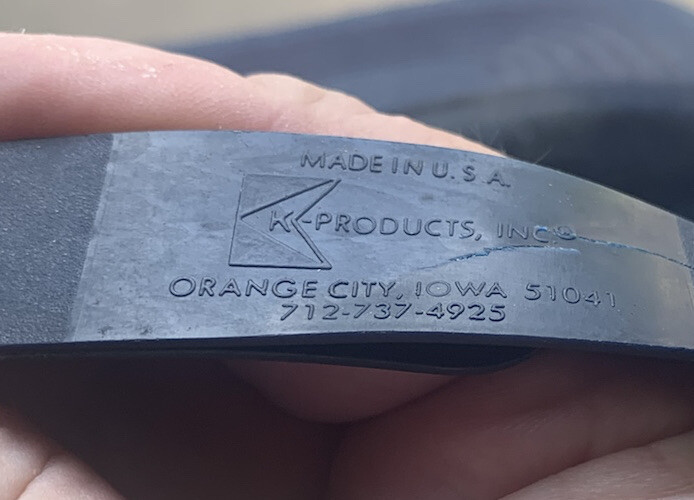 MADE IN U.S.A.
K-PRODUCTS, INC.
ORANGE CITY, IOWA 51041
712-737-4925